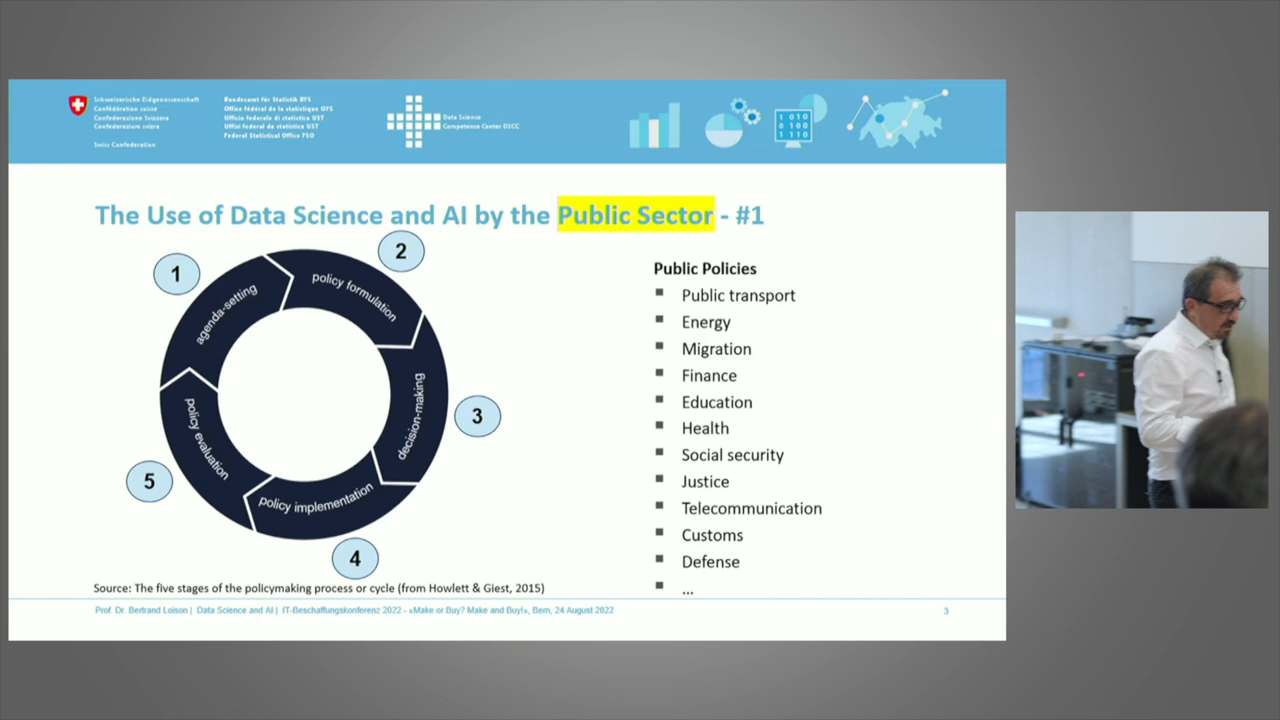 Schweizerische Eidgenossenschaft
Confédération suisse
Confederazione Svizzera
Confederaziun svizra
Swiss Confederation
Bundesamt für Statistik BFS
Office fédéral de la statistique OFS
Ufficio federale di statistica UST
Uffizi federal da statistica UST
Federal Statistical Office FSO
Data Science
Competence Center DSCC
1 010
0 100
1 110
The Use of Data Science and AI by the Public Sector - #1
1
2
3
4
5
agenda-setting
policy formulation
decision-making
policy implementation
policy evaluation
Public Policies
Public transport
Energy
Migration
Finance
Education
Health
Social security
Justice
Telecommunication
Customs
Defense
...
Source: The five stages of the policymaking process or cycle (from Howlett & Giest, 2015)
Prof. Dr. Bertrand Loison | Data Science and AI | IT-Beschaffungskonferenz 2022 - «Make or Buy? Make and Buy!», Bern, 24 August 2022
3